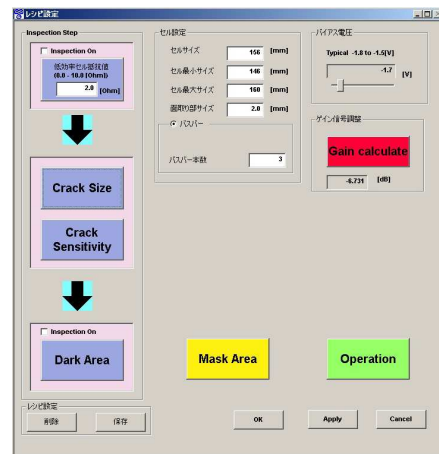 レシピ設定
Inspection Step
Inspection On
低効率セル抵抗値
(0.0 - 10.0 [Ohm])
2.0 [Ohm]
Crack Size
Crack
Sensitivity
Inspection On
Dark Area
レシピ設定
削除
保存
セル設定
セルサイズ 156 [mm]
セル最小サイズ 146 [mm]
セル最大サイズ 160 [mm]
面取り部サイズ 2.0 [mm]
バスバー
バスバー本数 3
バイアス電圧
Typical -1.8 to -1.5[V]
-1.7 [V]
ゲイン信号調整
Gain calculate
-6.731 [dB]
Mask Area
Operation
OK
Apply
Cancel